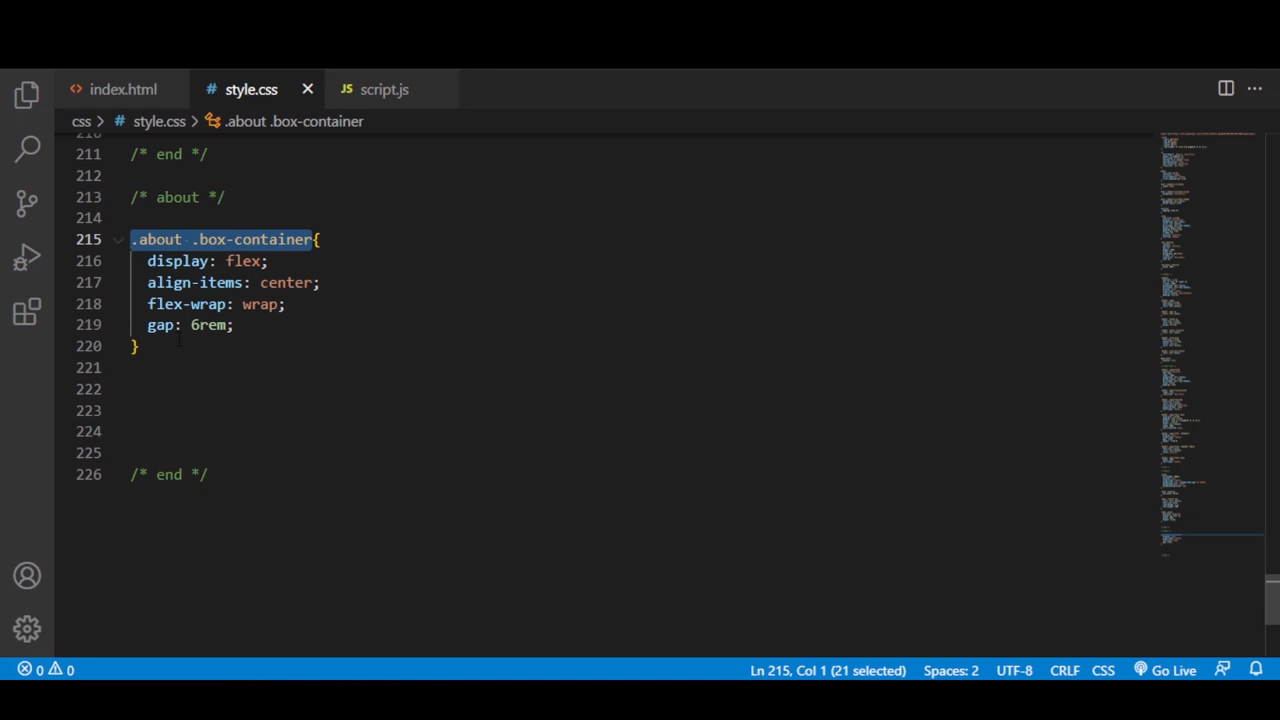 index.html
style.css
JS script.js
css > # style.css > .about .box-container
210
211 /* end */
212
213 /* about */
214
215 .about .box-container{
216 display: flex;
217 align-items: center;
218 flex-wrap: wrap;
219 gap: 6rem;
220 }
221
222
223
224
225
226 /* end */
0 0 Ln 215, Col 1 (21 selected) Spaces: 2 UTF-8 CRLF CSS Go Live